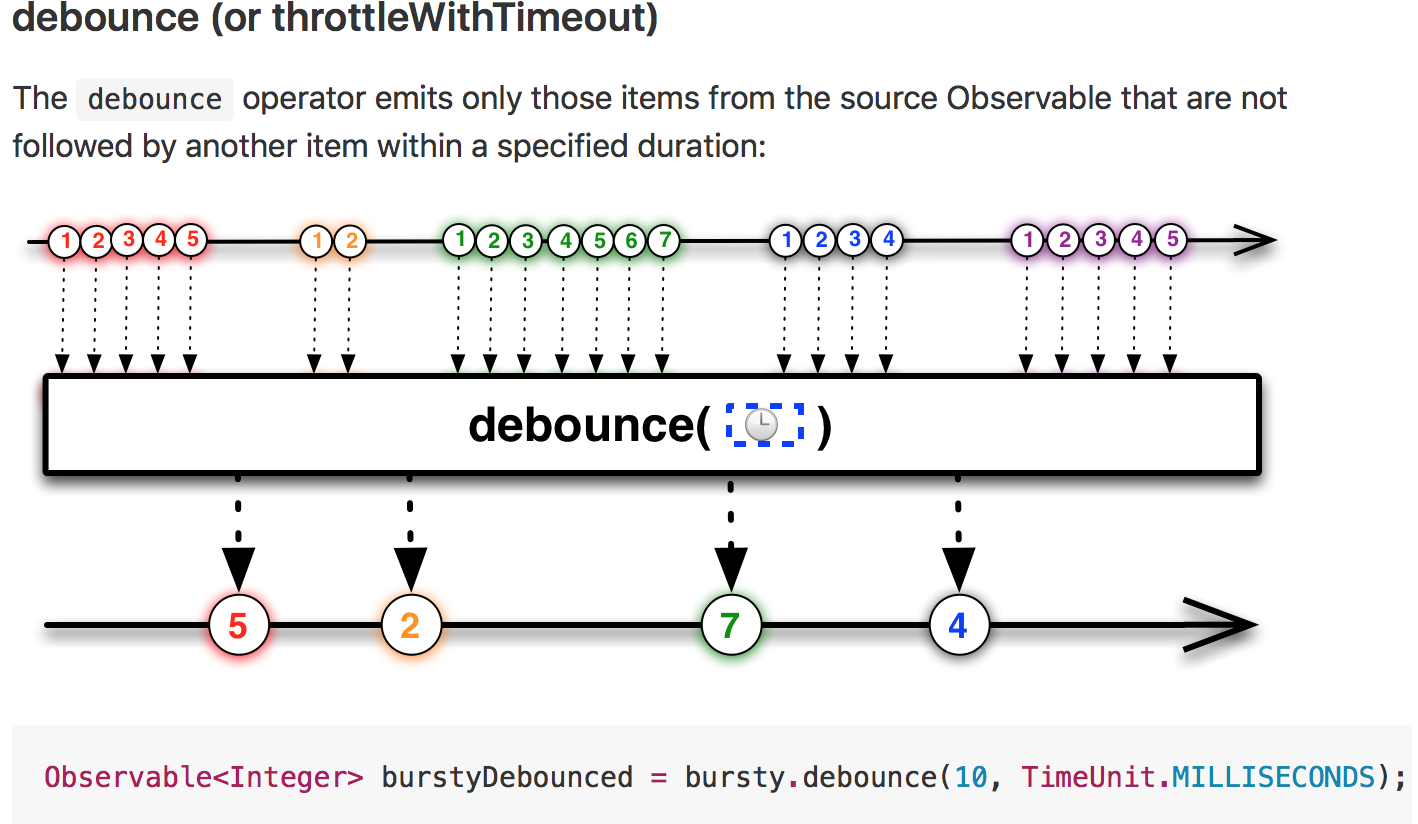 debounce (or throttleWithTimeout)
The debounce operator emits only those items from the source Observable that are not
followed by another item within a specified duration:
1 2 3 4 5 1 2 1 2 3 4 5 6 7 1 2 3 4 1 2 3 4 5
debounce( )
5 2 7 4
Observable<Integer> burstyDebounced = bursty.debounce(10, TimeUnit.MILLISECONDS);